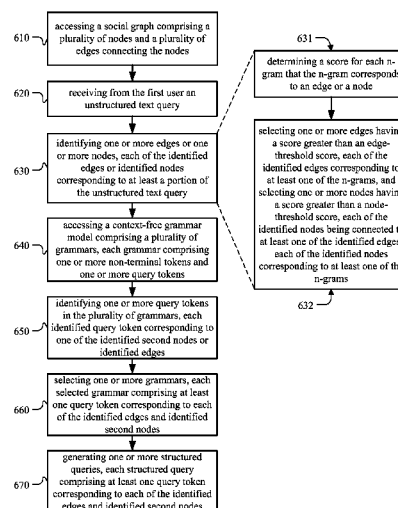 610
accessing a social graph comprising a
plurality of nodes and a plurality of
edges connecting the nodes
620
receiving from the first user an
unstructured text query
630
identifying one or more edges or one
or more nodes, each of the identified
edges or identified nodes
corresponding to at least a portion of
the unstructured text query
640
accessing a context-free grammar
model comprising a plurality of
grammars, each grammar comprising
one or more non-terminal tokens and
one or more query tokens
650
identifying one or more query tokens
in the plurality of grammars, each
identified query token corresponding to
one of the identified second nodes or
identified edges
660
selecting one or more grammars, each
selected grammar comprising at least
one query token corresponding to each
of the identified edges and identified
second nodes
670
generating one or more structured
queries, each structured query
comprising at least one query token
corresponding to each of the identified
edges and identified second nodes
631
determining a score for each n-
gram that the n-gram corresponds
to an edge or a node
selecting one or more edges havin
a score greater than an edge-
threshold score, each of the
identified edges corresponding to
at least one of the n-grams, and
selecting one or more nodes havin
a score greater than a node-
threshold score, each of the
identified nodes being connected t
at least one of the identified edges
each of the identified nodes
corresponding to at least one of th
n-grams
632